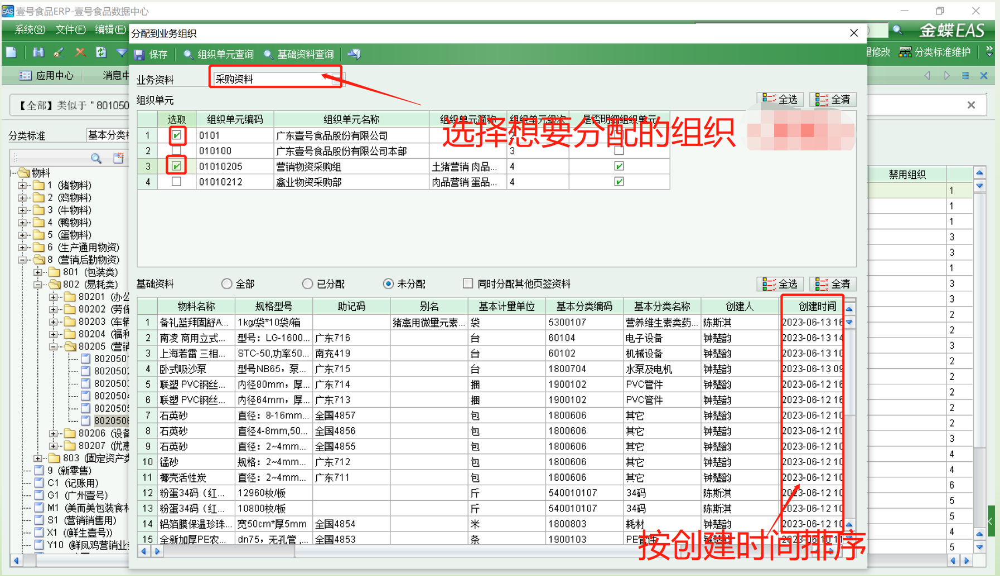 壹号食品ERP-壹号食品数据中心
系统(S) 文件(F) 编辑(E)
金蝶EAS
分配到业务组织
保存 组织单元查询 基础资料查询
修改 分类标准维护
应用中心 消息中
业务资料 采购资料
【全部】类似于 "801050
组织单元 全选 全清
分类标准 基本分类标
选取 组织单元编码 组织单元名称 组织单元简称 组织单元级次 是否明细组织单元
1 0101 广东壹号食品股份有限公司 2
2 010100 广东壹号食品股份有限公司本部 3
3 01010205 营销物资采购组 土猪营销 肉品... 4
4 01010212 禽业物资采购部 肉品营销 蛋品... 4
选择想要分配的组织
物料
1 (猪物料)
2 (鸡物料)
3 (牛物料)
4 (鸭物料)
5 (蛋物料)
6 (生产通用物资)
8 (营销后勤物资)
801 (包装类)
802 (易耗类)
80201 (办公
80202 (劳保
80203 (车辆
80204 (福利
80205 (营销
8020501
8020502
8020503
8020504
8020505
8020506
80206 (设备
80207 (优惠
803 (固定资产类
9 (新零售)
C1 (记账用)
G1 (广州壹号)
M1 (美而美包装食材
S1 (营销销售用)
X1 ((鲜生壹号))
Y10 (鲜凤鸡营销业
基础资料 全部 已分配 未分配 同时分配其他页签资料 全选 全清
物料名称 规格型号 助记码 别名 基本计量单位 基本分类编码 基本分类名称 创建人 创建时间
1 备礼蓝拜固舒A... 1kg/袋*10袋/箱 猪禽用微量元素... 袋 5300107 营养维生素类药... 陈斯淇 2023-06-13 16
2 南凌 商用立式... 型号：LG-1600... 广东716 台 60104 电子设备 钟楚韵 2023-06-13 14
3 上海若雷 三相... STC-50,功率50... 南充419 台 60102 机械设备 钟楚韵 2023-06-13 10
4 卧式吸沙泵 型号NB65，泵... 广东715 台 1800704 水泵及电机 钟楚韵 2023-06-13 09
5 联塑 PVC钢丝... 内径80mm，厚... 广东714 捆 1900102 PVC管件 钟楚韵 2023-06-12 16
6 联塑 PVC钢丝... 内径64mm，厚... 广东713 捆 1900102 PVC管件 钟楚韵 2023-06-12 16
7 石英砂 直径：8-16mm... 全国4857 包 1800606 其它 钟楚韵 2023-06-12 10
8 石英砂 直径4-8mm,50... 全国4856 包 1800606 其它 钟楚韵 2023-06-12 10
9 石英砂 直径：2~4mm... 全国4855 包 1800606 其它 钟楚韵 2023-06-12 10
10 锰砂 规格：2~4mm... 广东712 包 1800606 其它 钟楚韵 2023-06-12 10
11 椰壳活性炭 直径：2~4mm... 广东711 包 1800606 其它 钟楚韵 2023-06-12 10
12 粉蛋34码（红... 12960枚/板 斤 540010107 34码 陈斯淇 2023-06-12 10
13 粉蛋34码（红... 10800枚/板 斤 540010107 34码 陈斯淇 2023-06-12 10
14 铝箔膜保温珍珠... 宽50cm*厚5mm 全国4854 米 1800803 耗材 钟楚韵 2023-06-12 10
15 全新加厚PE农... dn75，无孔管 ,... 全国4853 条 1900103 PE管件 钟楚韵 2023-06-10 11
按创建时间排序
禁用组织
1
1
1
3
3
1
3
3
2
2
3
2
2
2
2
2
3
4
4
6
5
5
4
5